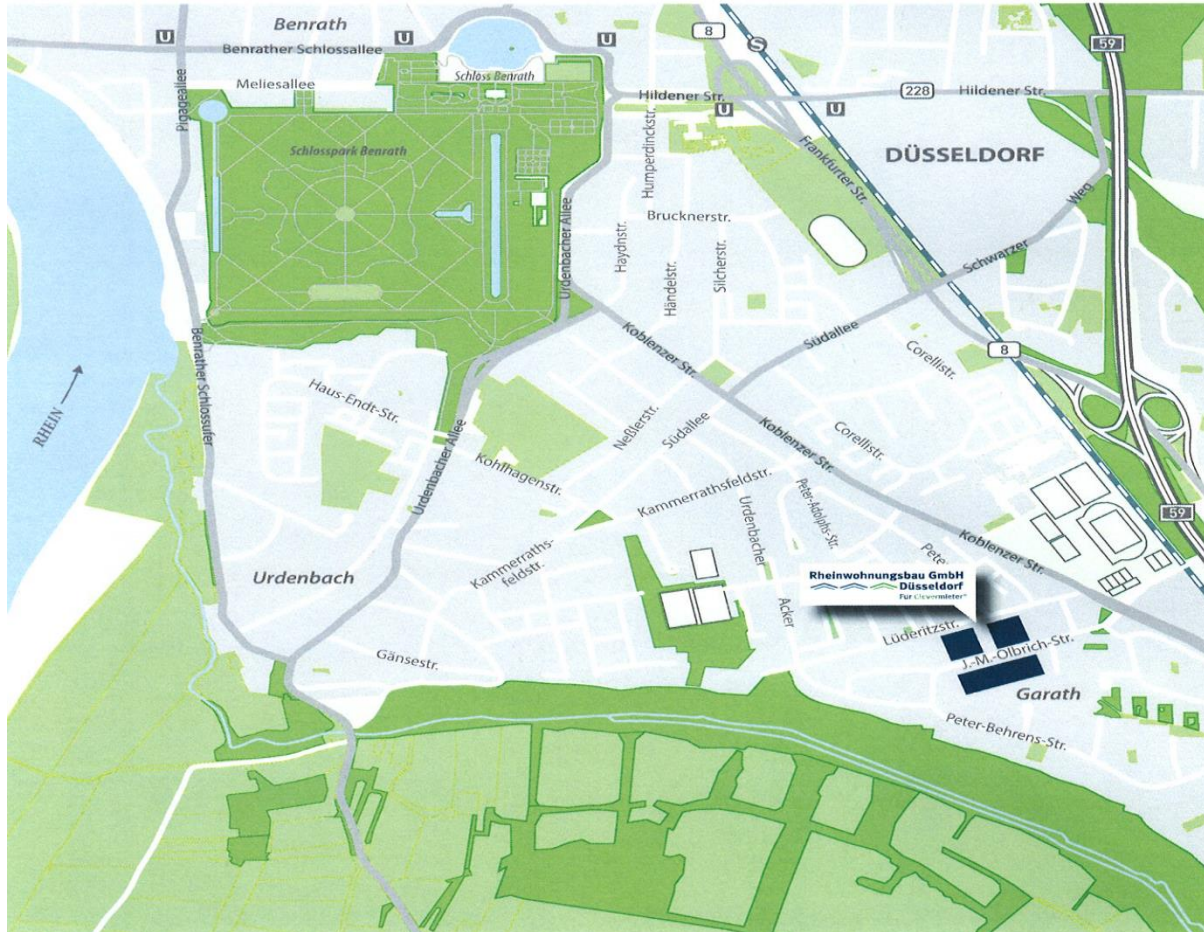 Benrath
8
59
U
U
U
Benrather Schlossallee
S
Schloss Benrath
Meliesallee
Hildener Str.
228
Hildener Str.
U
U
Pigageallee
Schlosspark Benrath
Humperdinckstr.
Frankfurter Str.
DÜSSELDORF
Weg
Brucknerstr.
Urdenbacher Allee
Haydnstr.
Händelstr.
Silcherstr.
Schwarzer
Koblenzer Str.
Südallee
8
Corellistr.
Benrather Schlossufer
RHEIN
Haus-Endt-Str.
Neßlerstr.
Südallee
Koblenzer Str.
Corellistr.
Urdenbacher Allee
Kohlhagenstr.
Kammerrathsfeldstr.
Peter-Adolphs-Str.
Urdenbacher
59
Kammerraths-
feldstr.
Koblenzer Str.
Pete
Urdenbach
Rheinwohnungsbau GmbH
Düsseldorf
Für Clevermieter®
Acker
Lüderitzstr.
J.-M.-Olbrich-Str.
Gänsestr.
Garath
Peter-Behrens-Str.